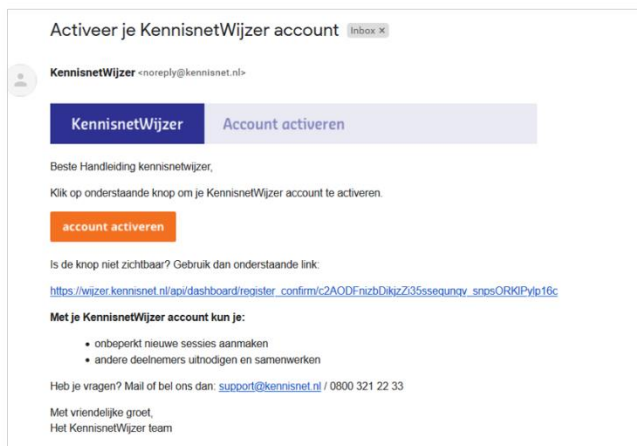 Activeer je KennisnetWijzer account Inbox x
KennisnetWijzer <noreply@kennisnet.nl>
KennisnetWijzer Account activeren
Beste Handleiding kennisnetwijzer,
Klik op onderstaande knop om je KennisnetWijzer account te activeren.
account activeren
Is de knop niet zichtbaar? Gebruik dan onderstaande link:
https://wijzer.kennisnet.nl/api/dashboard/register_confirm/c2AODFnizbDikjzZi35ssequnqv_snpsORKlPylp16c
Met je KennisnetWijzer account kun je:
• onbeperkt nieuwe sessies aanmaken
• andere deelnemers uitnodigen en samenwerken
Heb je vragen? Mail of bel ons dan: support@kennisnet.nl / 0800 321 22 33
Met vriendelijke groet,
Het KennisnetWijzer team